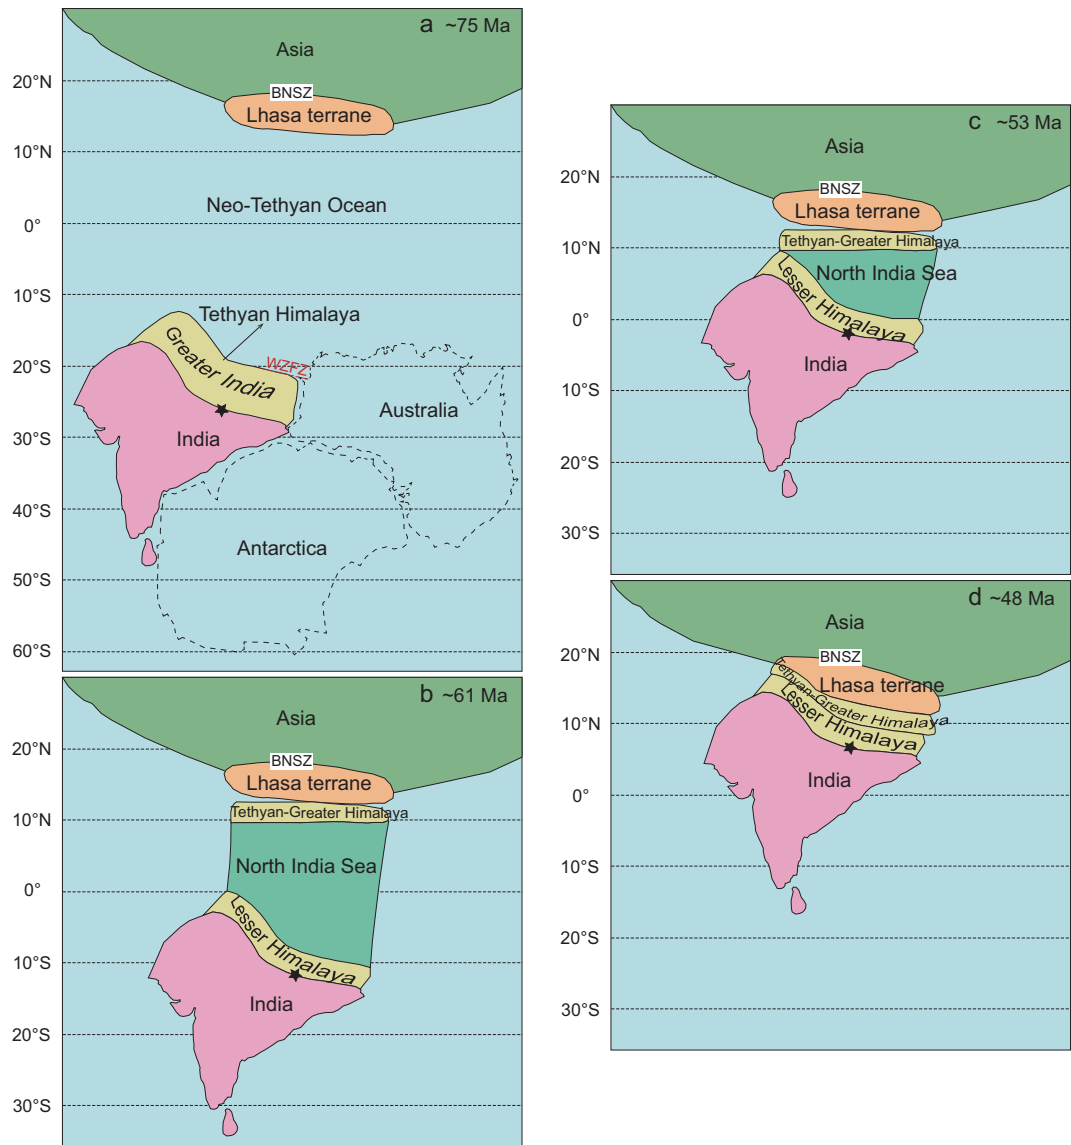 a ~75 Ma
Asia
20°N
BNSZ
Lhasa terrane
10°N
Neo-Tethyan Ocean
0°
10°S
Tethyan Himalaya
Greater India
WZFZ
20°S
Australia
India
30°S
40°S
Antarctica
50°S
60°S
b ~61 Ma
Asia
20°N
BNSZ
Lhasa terrane
Tethyan-Greater Himalaya
10°N
North India Sea
0°
Lesser Himalaya
10°S
India
20°S
30°S
c ~53 Ma
Asia
20°N
BNSZ
Lhasa terrane
Tethyan-Greater Himalaya
10°N
North India Sea
Lesser Himalaya
0°
India
10°S
20°S
30°S
d ~48 Ma
Asia
20°N
BNSZ
Lhasa terrane
Tethyan-Greater Himalaya
Lesser Himalaya
10°N
India
0°
10°S
20°S
30°S